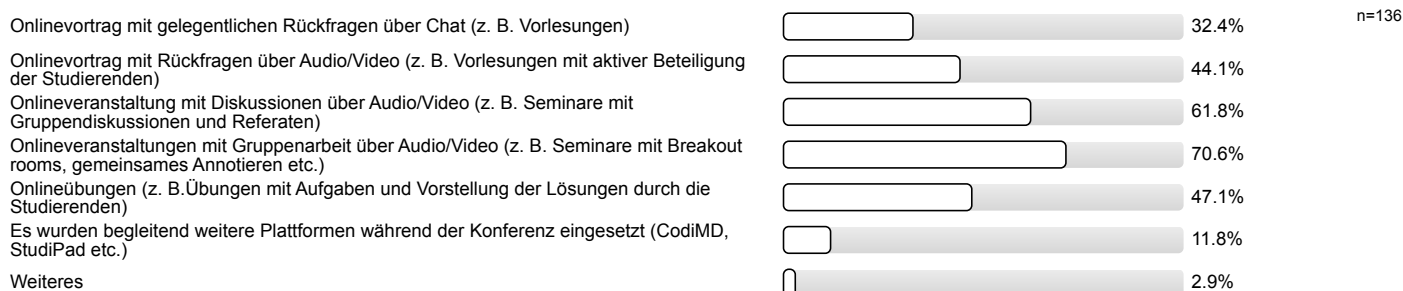 Onlinevortrag mit gelegentlichen Rückfragen über Chat (z. B. Vorlesungen) 32.4% n=136
Onlinevortrag mit Rückfragen über Audio/Video (z. B. Vorlesungen mit aktiver Beteiligung
der Studierenden) 44.1%
Onlineveranstaltung mit Diskussionen über Audio/Video (z. B. Seminare mit
Gruppendiskussionen und Referaten) 61.8%
Onlineveranstaltungen mit Gruppenarbeit über Audio/Video (z. B. Seminare mit Breakout
rooms, gemeinsames Annotieren etc.) 70.6%
Onlineübungen (z. B.Übungen mit Aufgaben und Vorstellung der Lösungen durch die
Studierenden) 47.1%
Es wurden begleitend weitere Plattformen während der Konferenz eingesetzt (CodiMD,
StudiPad etc.) 11.8%
Weiteres 2.9%